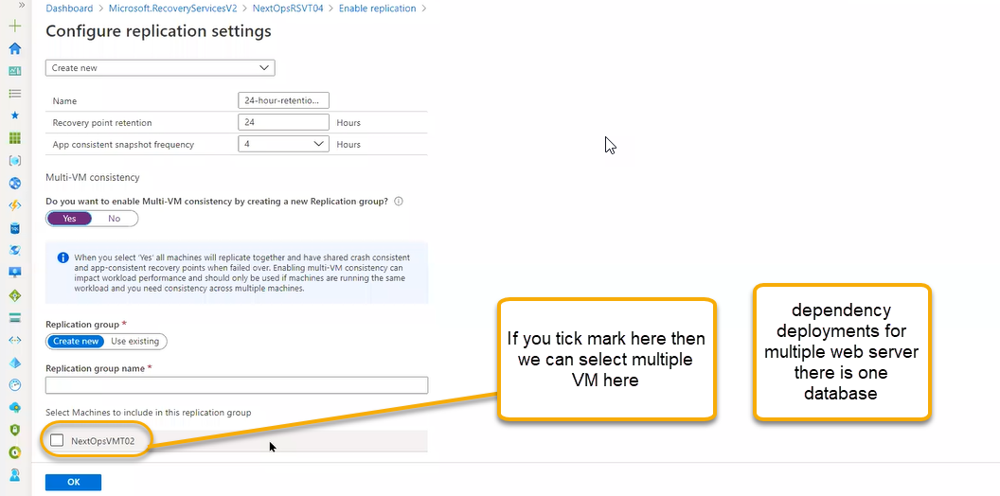 Dashboard > Microsoft.RecoveryServicesV2 > NextOpsRSVT04 > Enable replication >
Configure replication settings
Create new
Name 24-hour-retentio...
Recovery point retention 24 Hours
App consistent snapshot frequency 4 Hours
Multi-VM consistency
Do you want to enable Multi-VM consistency by creating a new Replication group?
Yes No
When you select 'Yes' all machines will replicate together and have shared crash consistent
and app-consistent recovery points when failed over. Enabling multi-VM consistency can
impact workload performance and should only be used if machines are running the same
workload and you need consistency across multiple machines.
Replication group *
Create new Use existing
Replication group name *
Select Machines to include in this replication group
NextOpsVMT02
OK
If you tick mark here then
we can select multiple
VM here
dependency
deployments for
multiple web server
there is one
database